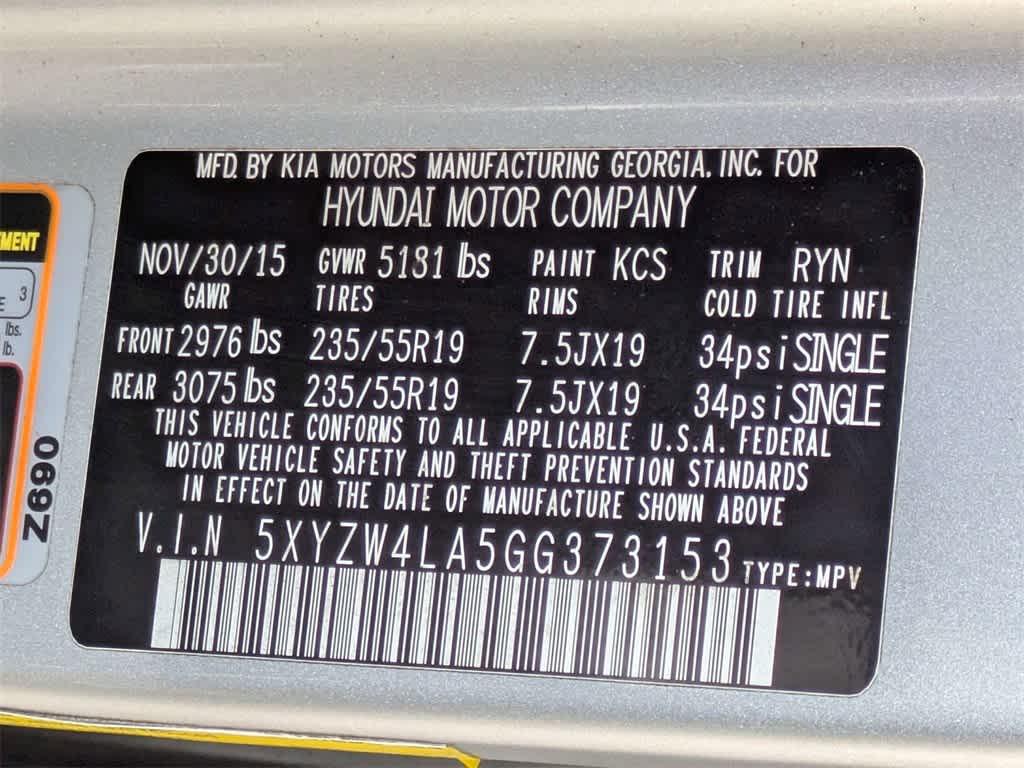 MFD. BY KIA MOTORS MANUFACTURING GEORGIA, INC. FOR
HYUNDAI MOTOR COMPANY
NOV/30/15 GVWR 5181 lbs PAINT KCS TRIM RYN
GAWR TIRES RIMS COLD TIRE INFL
FRONT 2976 lbs 235/55R19 7.5JX19 34psi SINGLE
REAR 3075 lbs 235/55R19 7.5JX19 34psi SINGLE
THIS VEHICLE CONFORMS TO ALL APPLICABLE U.S.A. FEDERAL
MOTOR VEHICLE SAFETY AND THEFT PREVENTION STANDARDS
IN EFFECT ON THE DATE OF MANUFACTURE SHOWN ABOVE
V.I.N 5XYZW4LA5GG373153 TYPE:MPV
3
lbs.
lb.
Z690